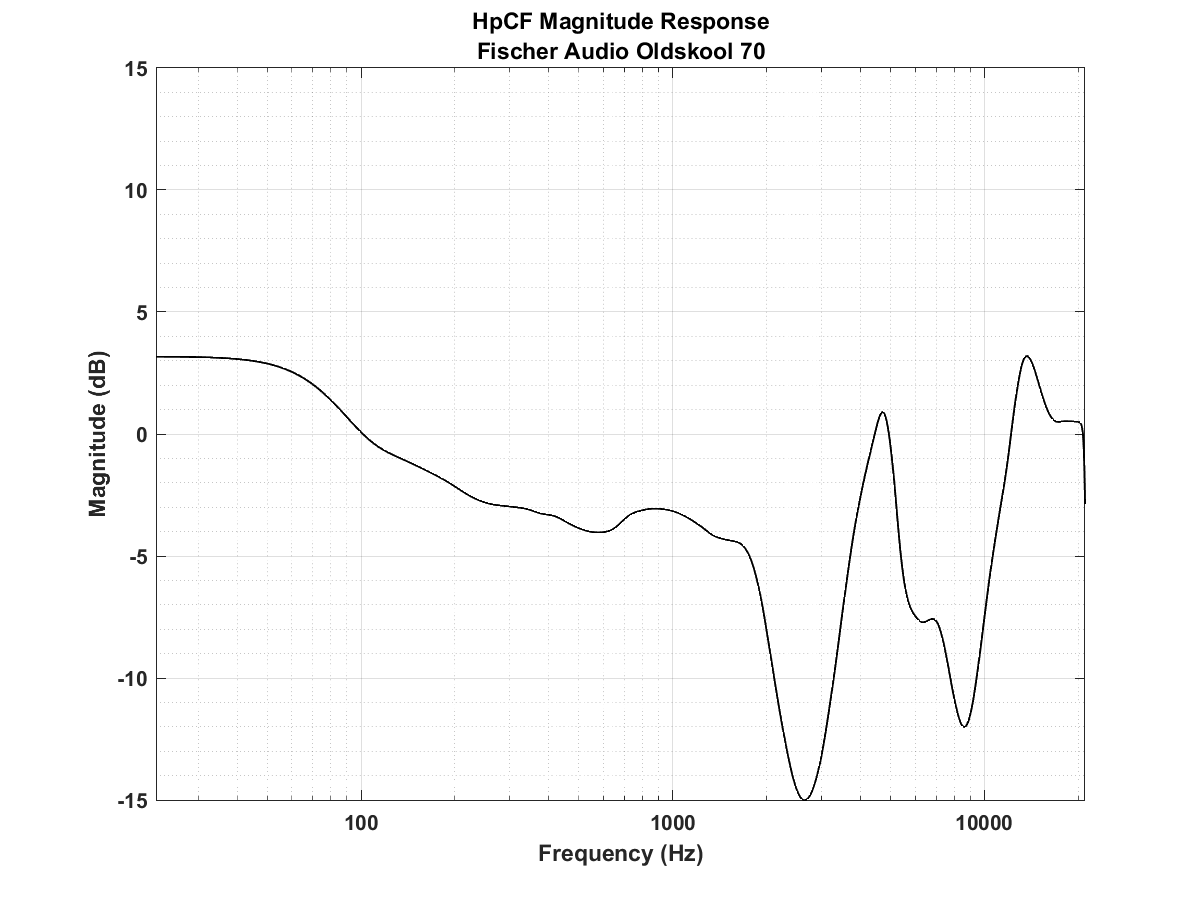 HpCF Magnitude Response
Fischer Audio Oldskool 70
15
10
5
0
-5
-10
-15
Magnitude (dB)
100
1000
10000
Frequency (Hz)